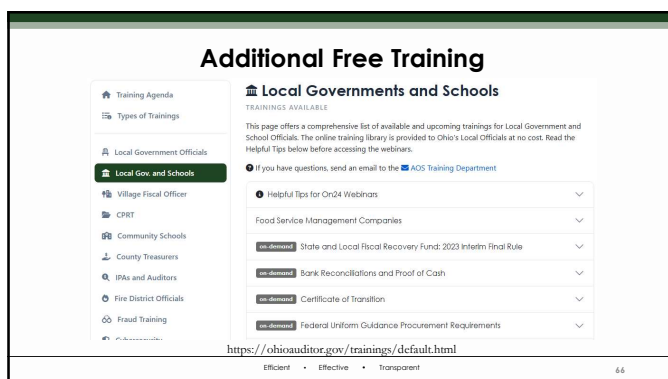 Additional Free Training
Training Agenda
Types of Trainings
Local Government Officials
Local Gov. and Schools
Village Fiscal Officer
CPRT
Community Schools
County Treasurers
IPAs and Auditors
Fire District Officials
Fraud Training
Cybersecurity
Local Governments and Schools
TRAININGS AVAILABLE
This page offers a comprehensive list of available and upcoming trainings for Local Government and
School Officials. The online training library is provided to Ohio's Local Officials at no cost. Read the
Helpful Tips below before accessing the webinars.
If you have questions, send an email to the AOS Training Department
Helpful Tips for On24 Webinars
Food Service Management Companies
on-demand State and Local Fiscal Recovery Fund: 2023 Interim Final Rule
on-demand Bank Reconciliations and Proof of Cash
on-demand Certificate of Transition
on-demand Federal Uniform Guidance Procurement Requirements
https://ohioauditor.gov/trainings/default.html
Efficient • Effective • Transparent
66